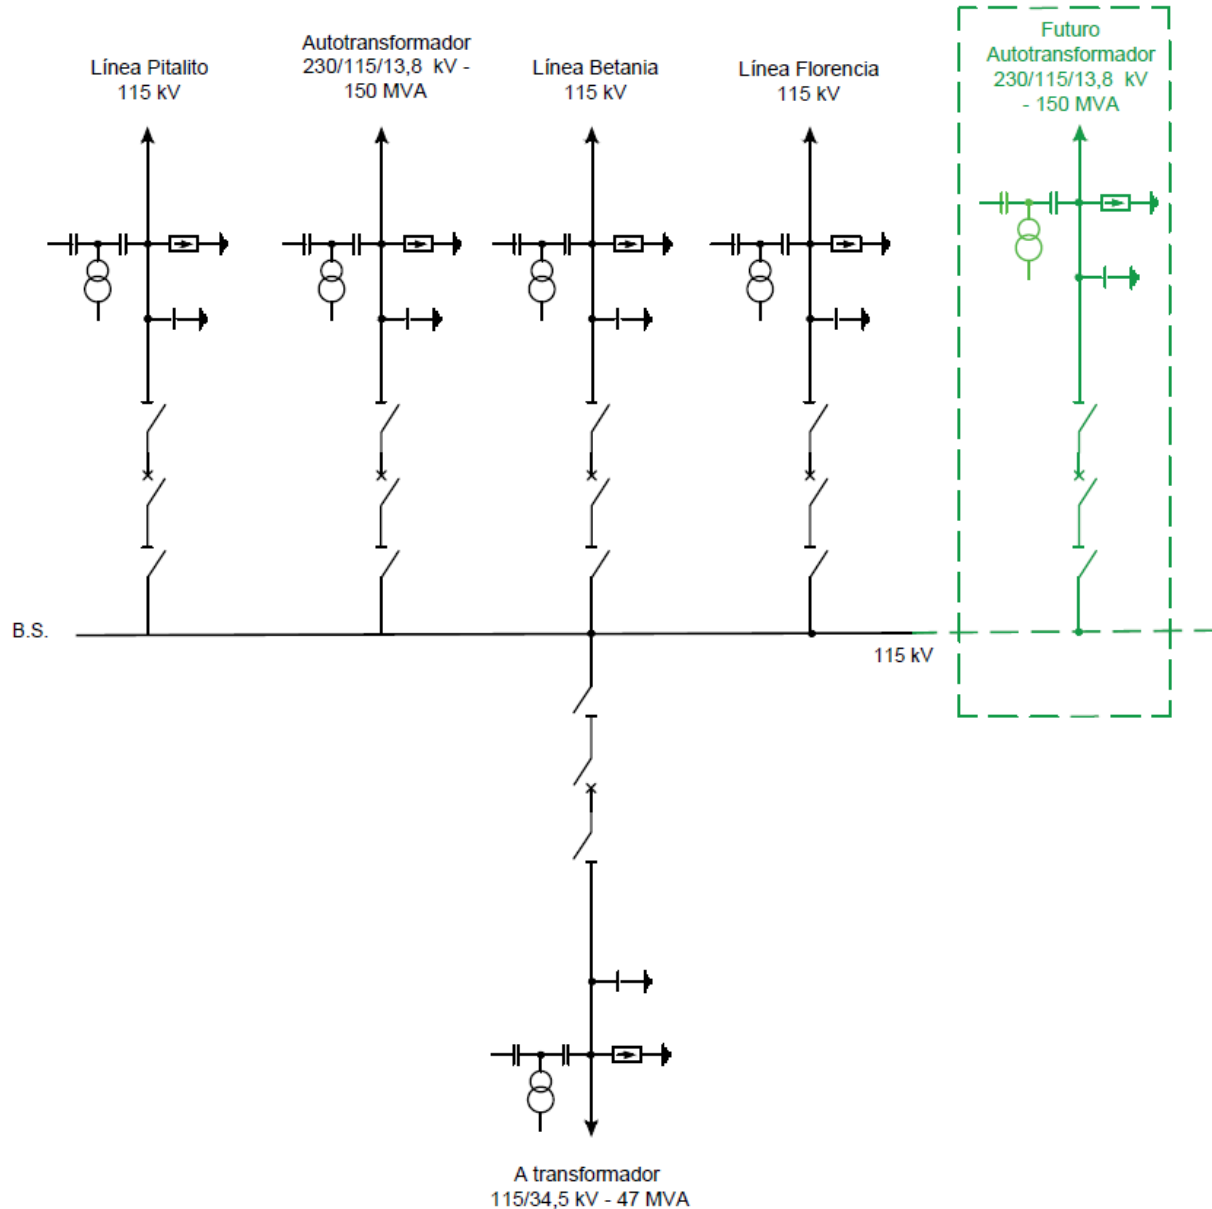 Línea Pitalito
115 kV
Autotransformador
230/115/13,8 kV -
150 MVA
Línea Betania
115 kV
Línea Florencia
115 kV
Futuro
Autotransformador
230/115/13,8 kV
- 150 MVA
B.S.
115 kV
A transformador
115/34,5 kV - 47 MVA